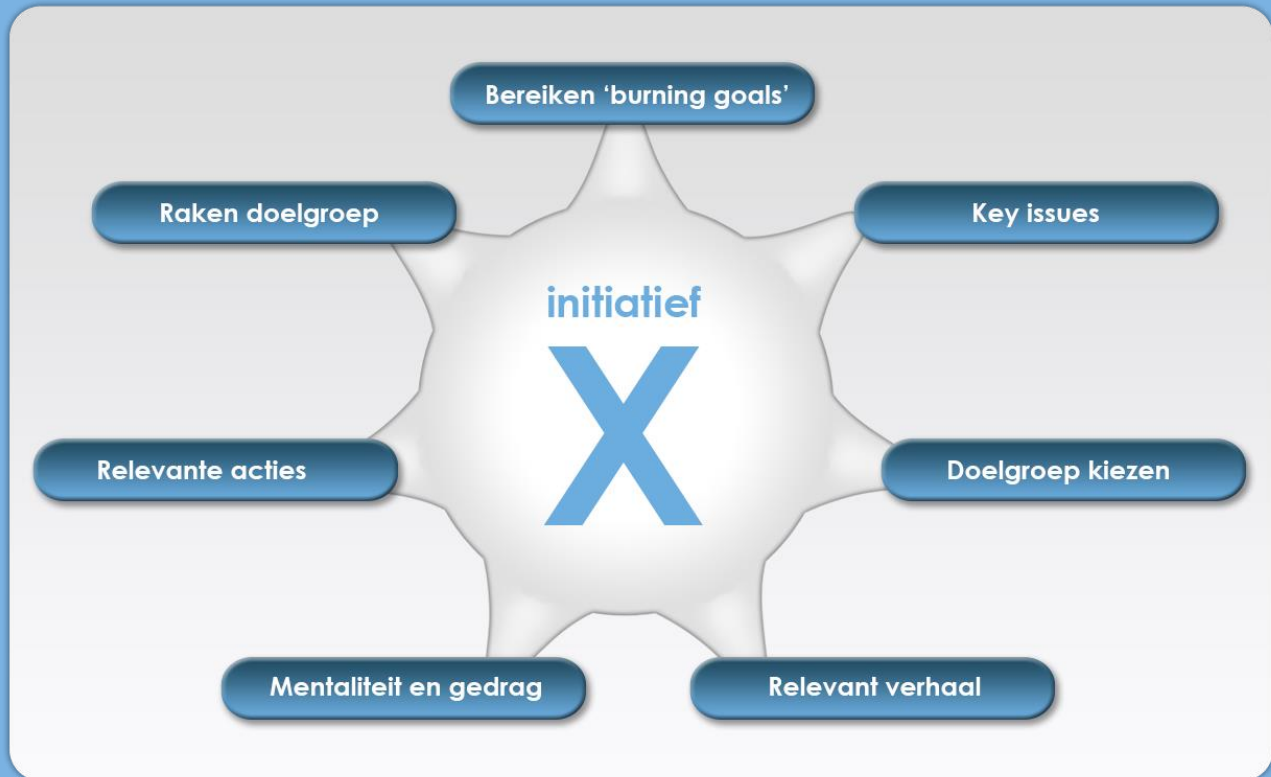 Bereiken ‘burning goals’
Raken doelgroep
Key issues
initiatief
X
Relevante acties
Doelgroep kiezen
Mentaliteit en gedrag
Relevant verhaal